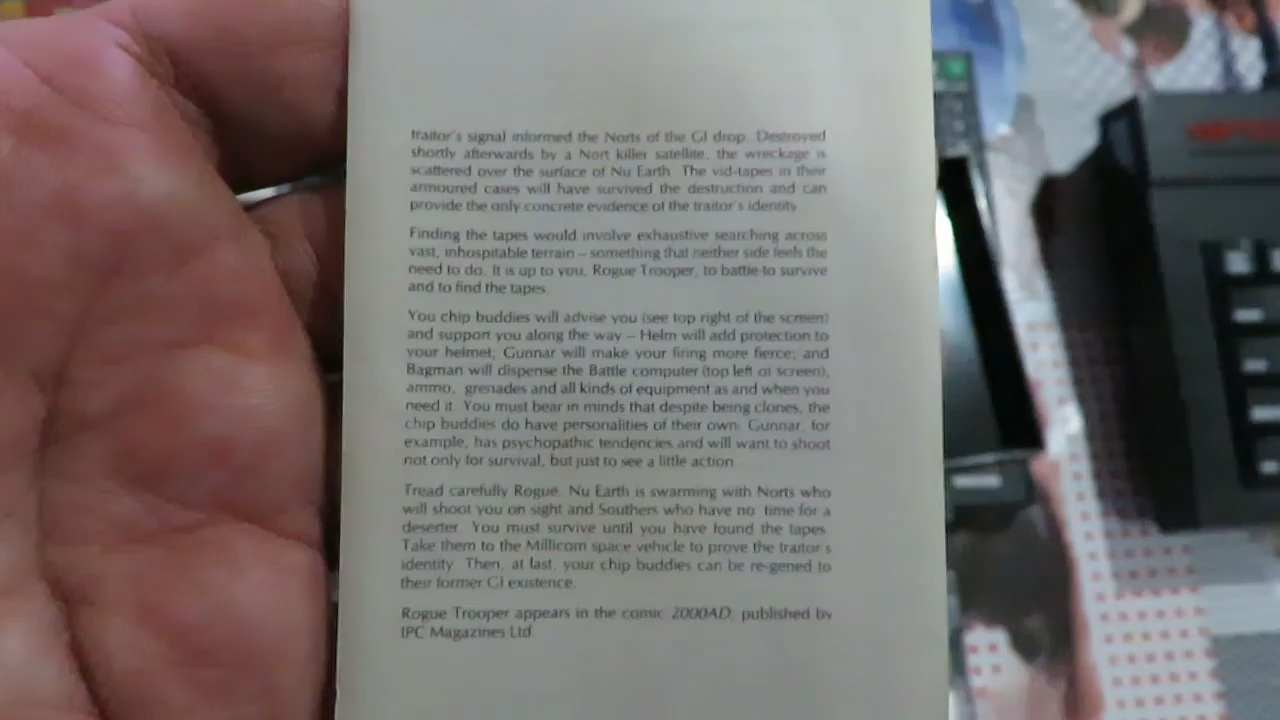 traitor's signal informed the Norts of the GI drop. Destroyed
shortly afterwards by a Nort killer satellite, the wreckage is
scattered over the surface of Nu Earth. The vid-tapes in their
armoured cases will have survived the destruction and can
provide the only concrete evidence of the traitor's identity.
Finding the tapes would involve exhaustive searching across
vast, inhospitable terrain – something that neither side feels the
need to do. It is up to you, Rogue Trooper, to battle to survive
and to find the tapes.
You chip buddies will advise you (see top right of the screen)
and support you along the way – Helm will add protection to
your helmet; Gunnar will make your firing more fierce; and
Bagman will dispense the Battle computer (top left of screen),
ammo, grenades and all kinds of equipment as and when you
need it. You must bear in minds that despite being clones, the
chip buddies do have personalities of their own: Gunnar, for
example, has psychopathic tendencies and will want to shoot
not only for survival, but just to see a little action.
Tread carefully Rogue. Nu Earth is swarming with Norts who
will shoot you on sight and Southers who have no time for a
deserter. You must survive until you have found the tapes.
Take them to the Millicom space vehicle to prove the traitor's
identity. Then, at last, your chip buddies can be re-gened to
their former GI existence.
Rogue Trooper appears in the comic 2000AD, published by
IPC Magazines Ltd